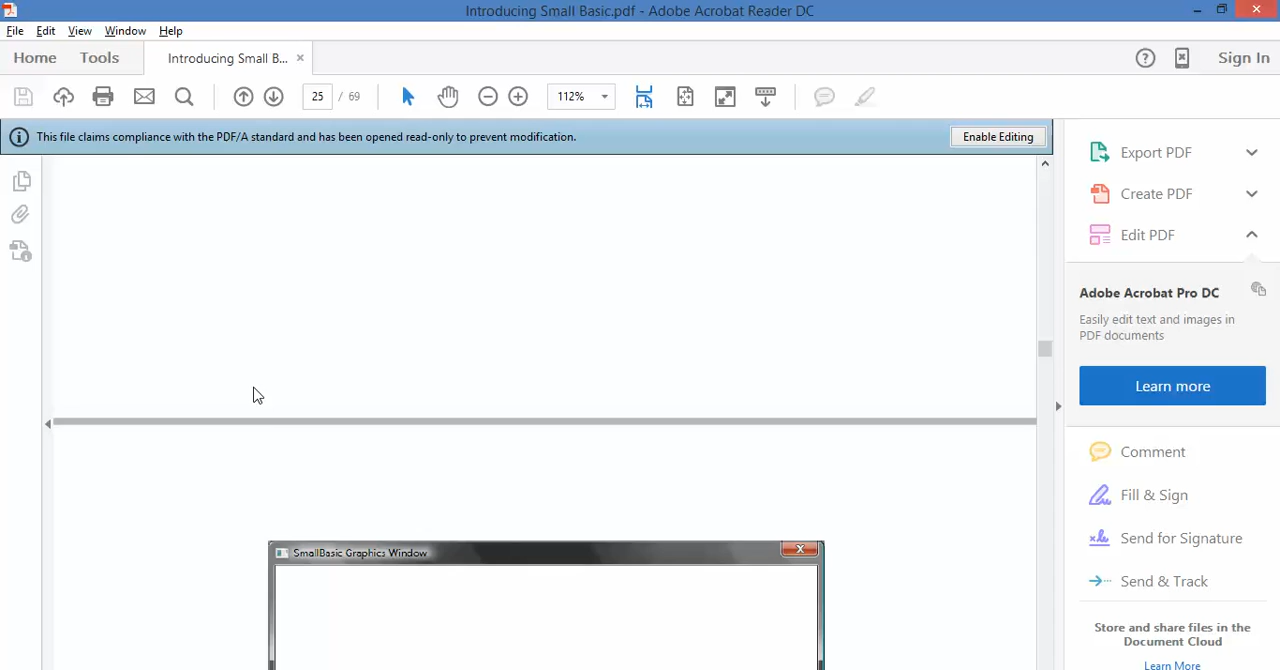 Introducing Small Basic.pdf - Adobe Acrobat Reader DC
File Edit View Window Help
Home Tools Introducing Small B... ×
25 / 69 112% Sign In
This file claims compliance with the PDF/A standard and has been opened read-only to prevent modification. Enable Editing
Export PDF
Create PDF
Edit PDF
Adobe Acrobat Pro DC
Easily edit text and images in
PDF documents
Learn more
Comment
Fill & Sign
Send for Signature
Send & Track
Store and share files in the
Document Cloud
Learn More
SmallBasic Graphics Window